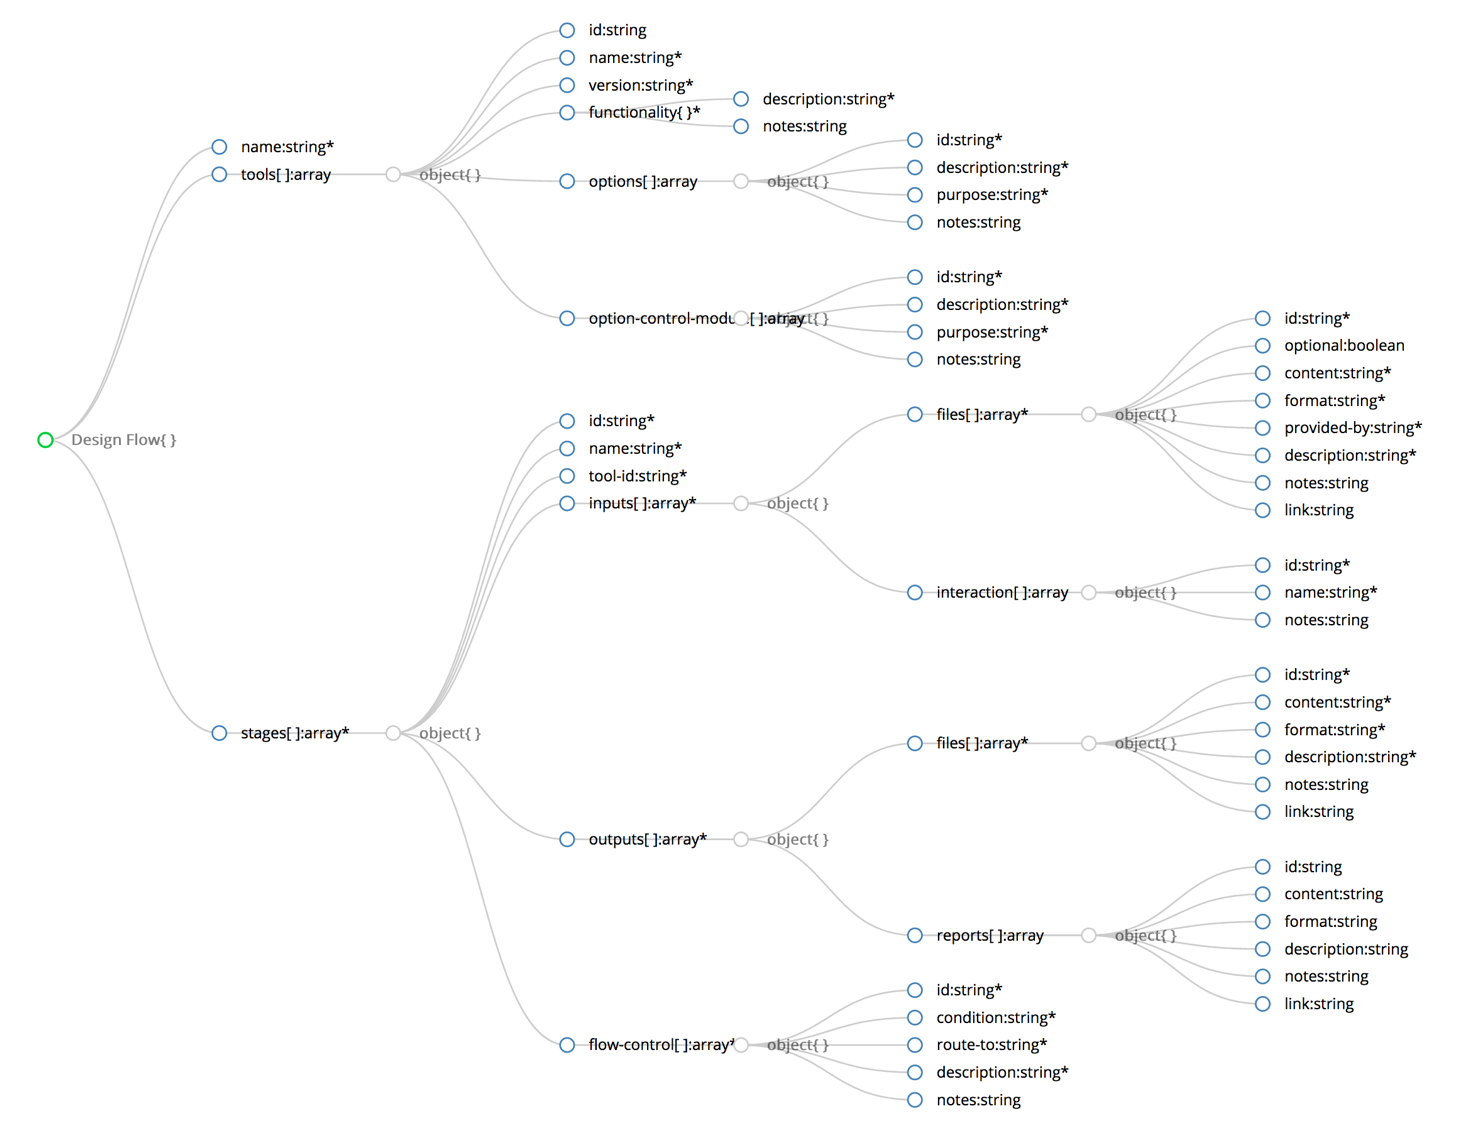 Design Flow{ }
name:string*
tools[ ]:array
object{ }
id:string
name:string*
version:string*
functionality{ }*
description:string*
notes:string
options[ ]:array
object{ }
id:string*
description:string*
purpose:string*
notes:string
[ ]:array
id:string*
description:string*
purpose:string*
notes:string
stages[ ]:array*
object{ }
id:string*
name:string*
tool-id:string*
inputs[ ]:array*
object{ }
files[ ]:array*
object{ }
id:string*
optional:boolean
content:string*
format:string*
provided-by:string*
description:string*
notes:string
link:string
interaction[ ]:array
object{ }
id:string*
name:string*
notes:string
outputs[ ]:array*
object{ }
files[ ]:array*
object{ }
id:string*
content:string*
format:string*
description:string*
notes:string
link:string
reports[ ]:array
object{ }
id:string
content:string
format:string
description:string
notes:string
link:string
flow-control[ ]:array*
object{ }
id:string*
condition:string*
route-to:string*
description:string*
notes:string